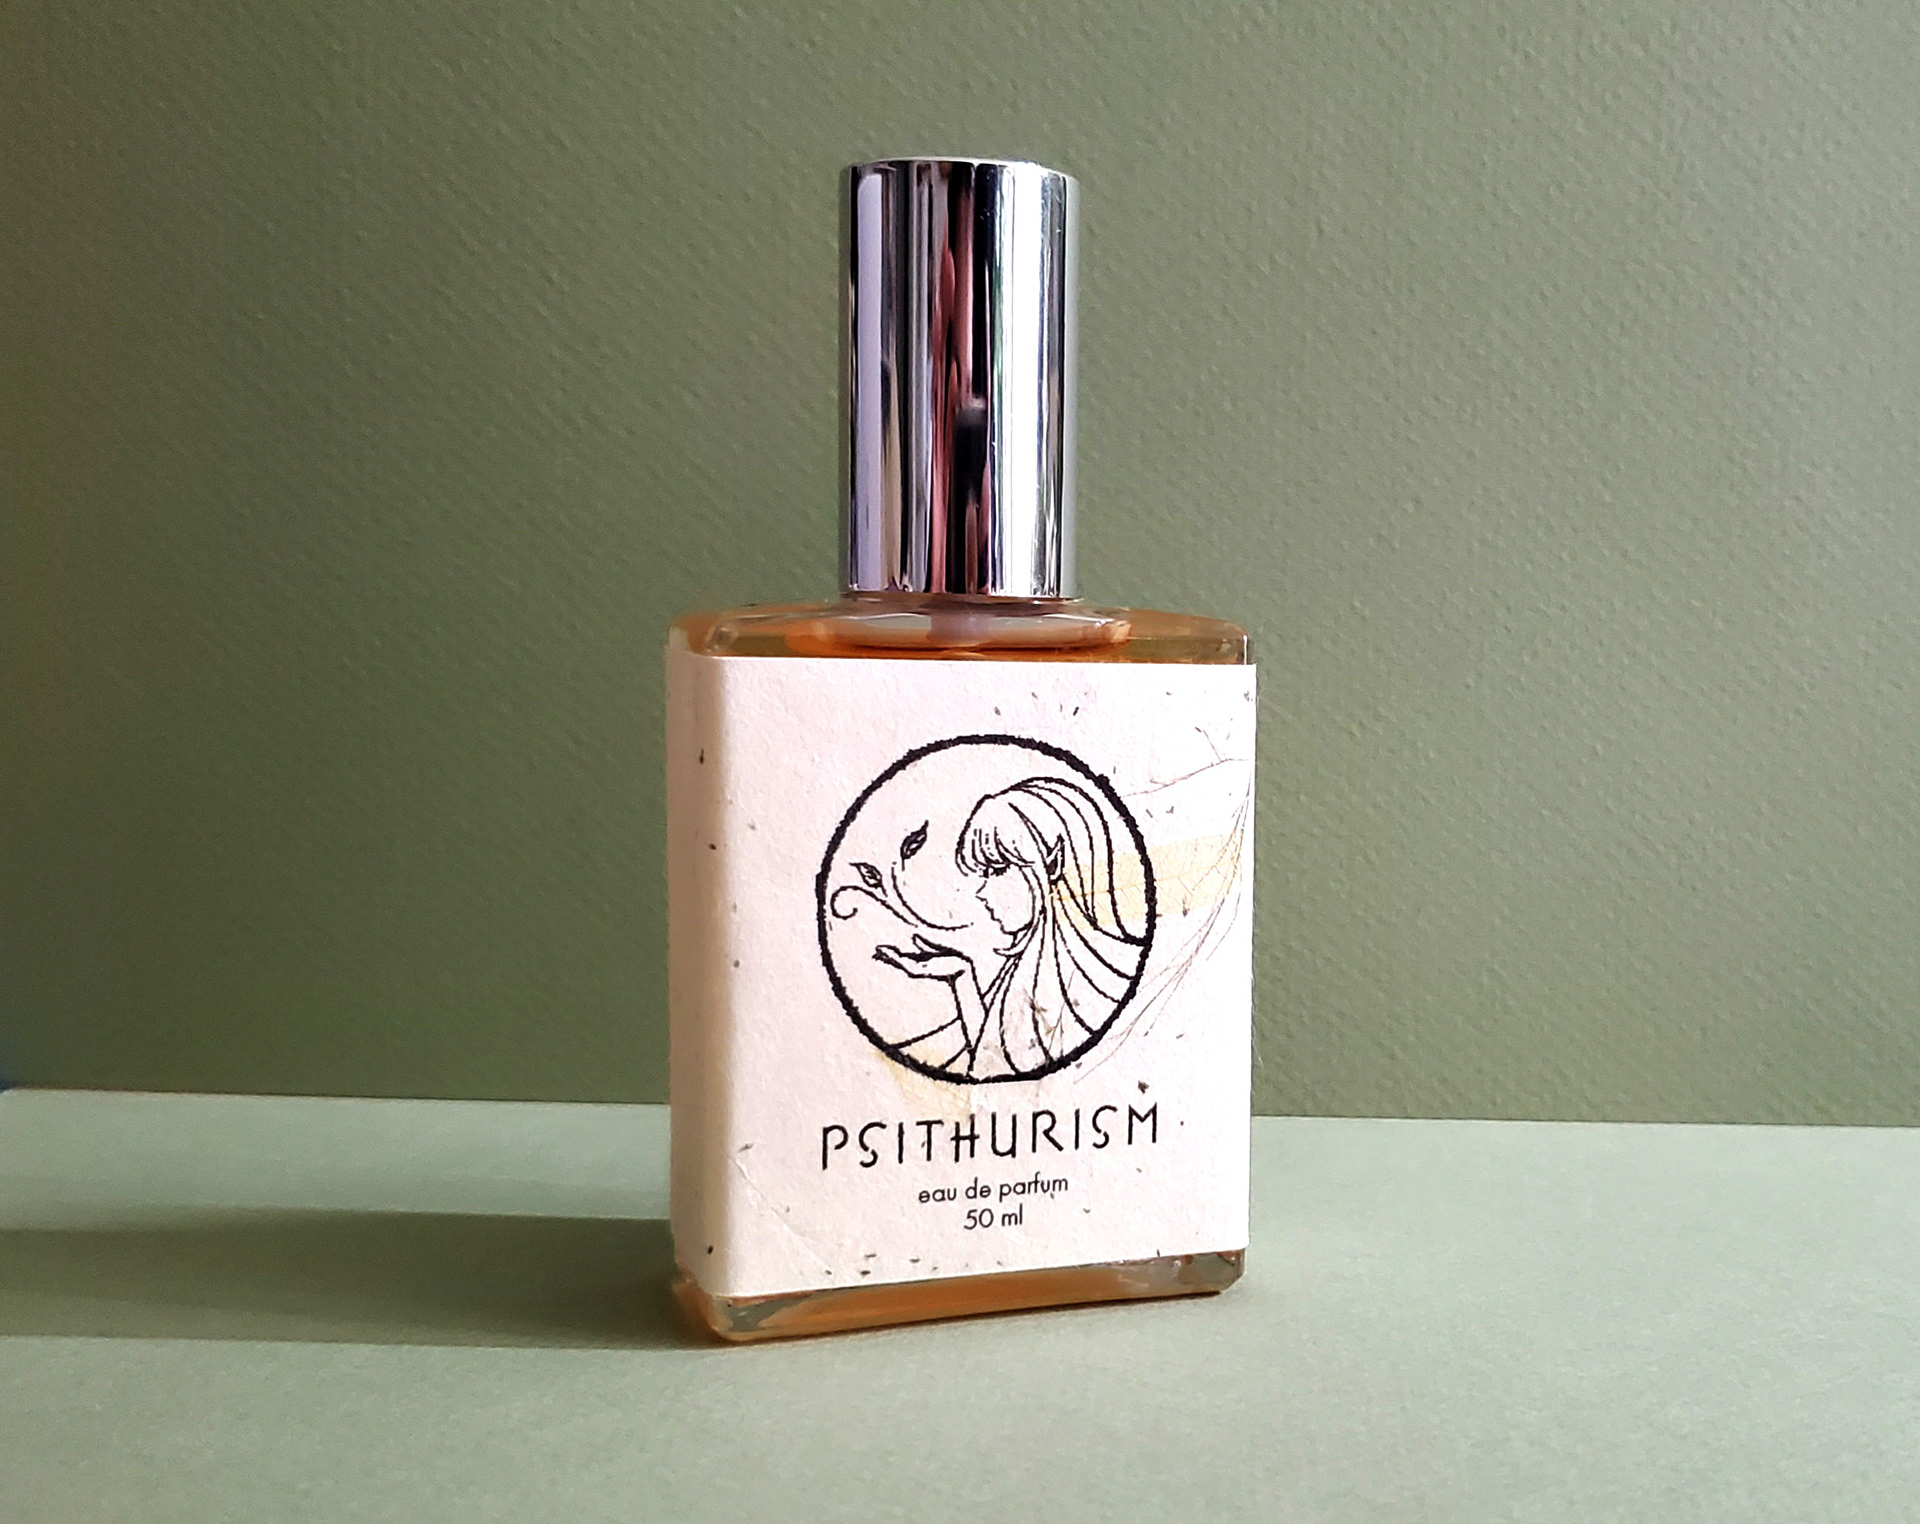 PSITHURISM
eau de parfum
50 ml